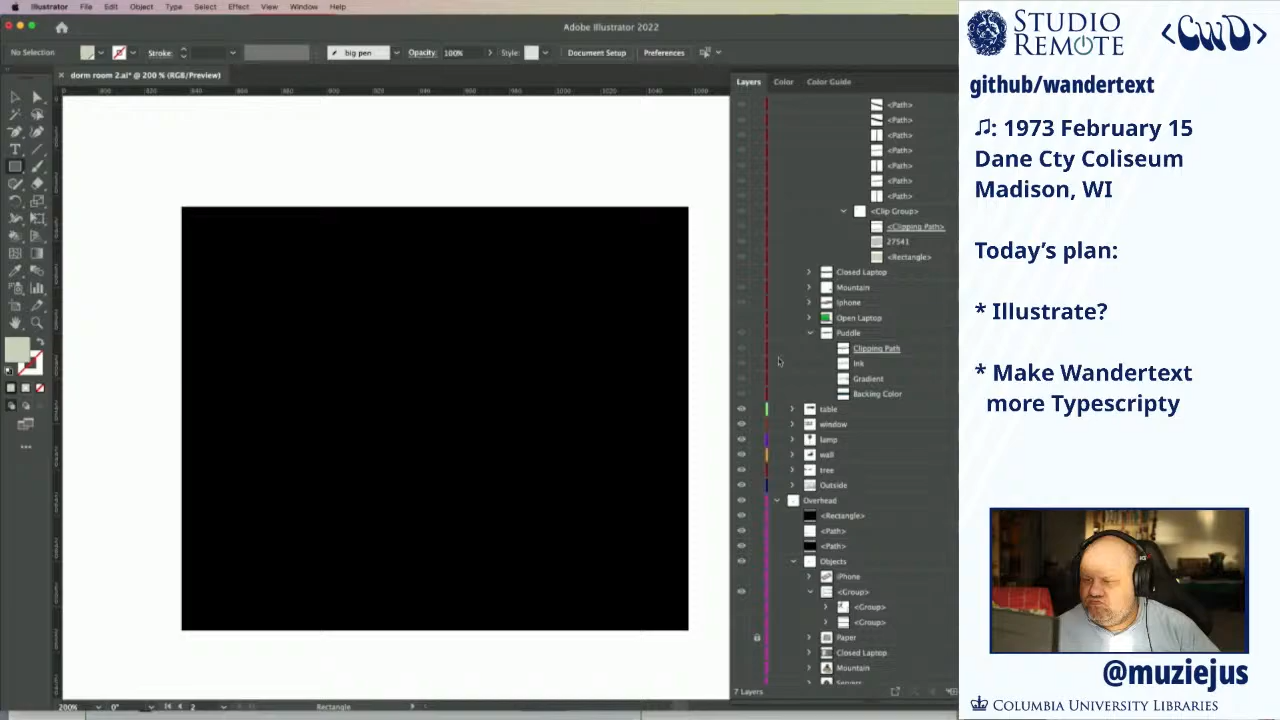 Illustrator File Edit Object Type Select Effect View Window Help
Adobe Illustrator 2022
No Selection Stroke: big pen Opacity: 100% Style: Document Setup Preferences
dorm room 2.ai* @ 200 % (RGB/Preview)
Layers Color Color Guide
<Path>
<Path>
<Path>
<Path>
<Path>
<Path>
<Path>
<Clip Group>
<Clipping Path>
27541
<Rectangle>
Closed Laptop
Mountain
Iphone
Open Laptop
Puddle
Clipping Path
Ink
Gradient
Backing Color
table
window
lamp
wall
tree
Outside
Overhead
<Rectangle>
<Path>
<Path>
Objects
iPhone
<Group>
<Group>
<Group>
Paper
Closed Laptop
Mountain
Servers
7 Layers
200% 0° 2 Rectangle
STUDIO
REMOTE
<CWD>
github/wandertext
♫: 1973 February 15
Dane Cty Coliseum
Madison, WI
Today's plan:
* Illustrate?
* Make Wandertext
more Typescripty
@muziejus
COLUMBIA UNIVERSITY LIBRARIES